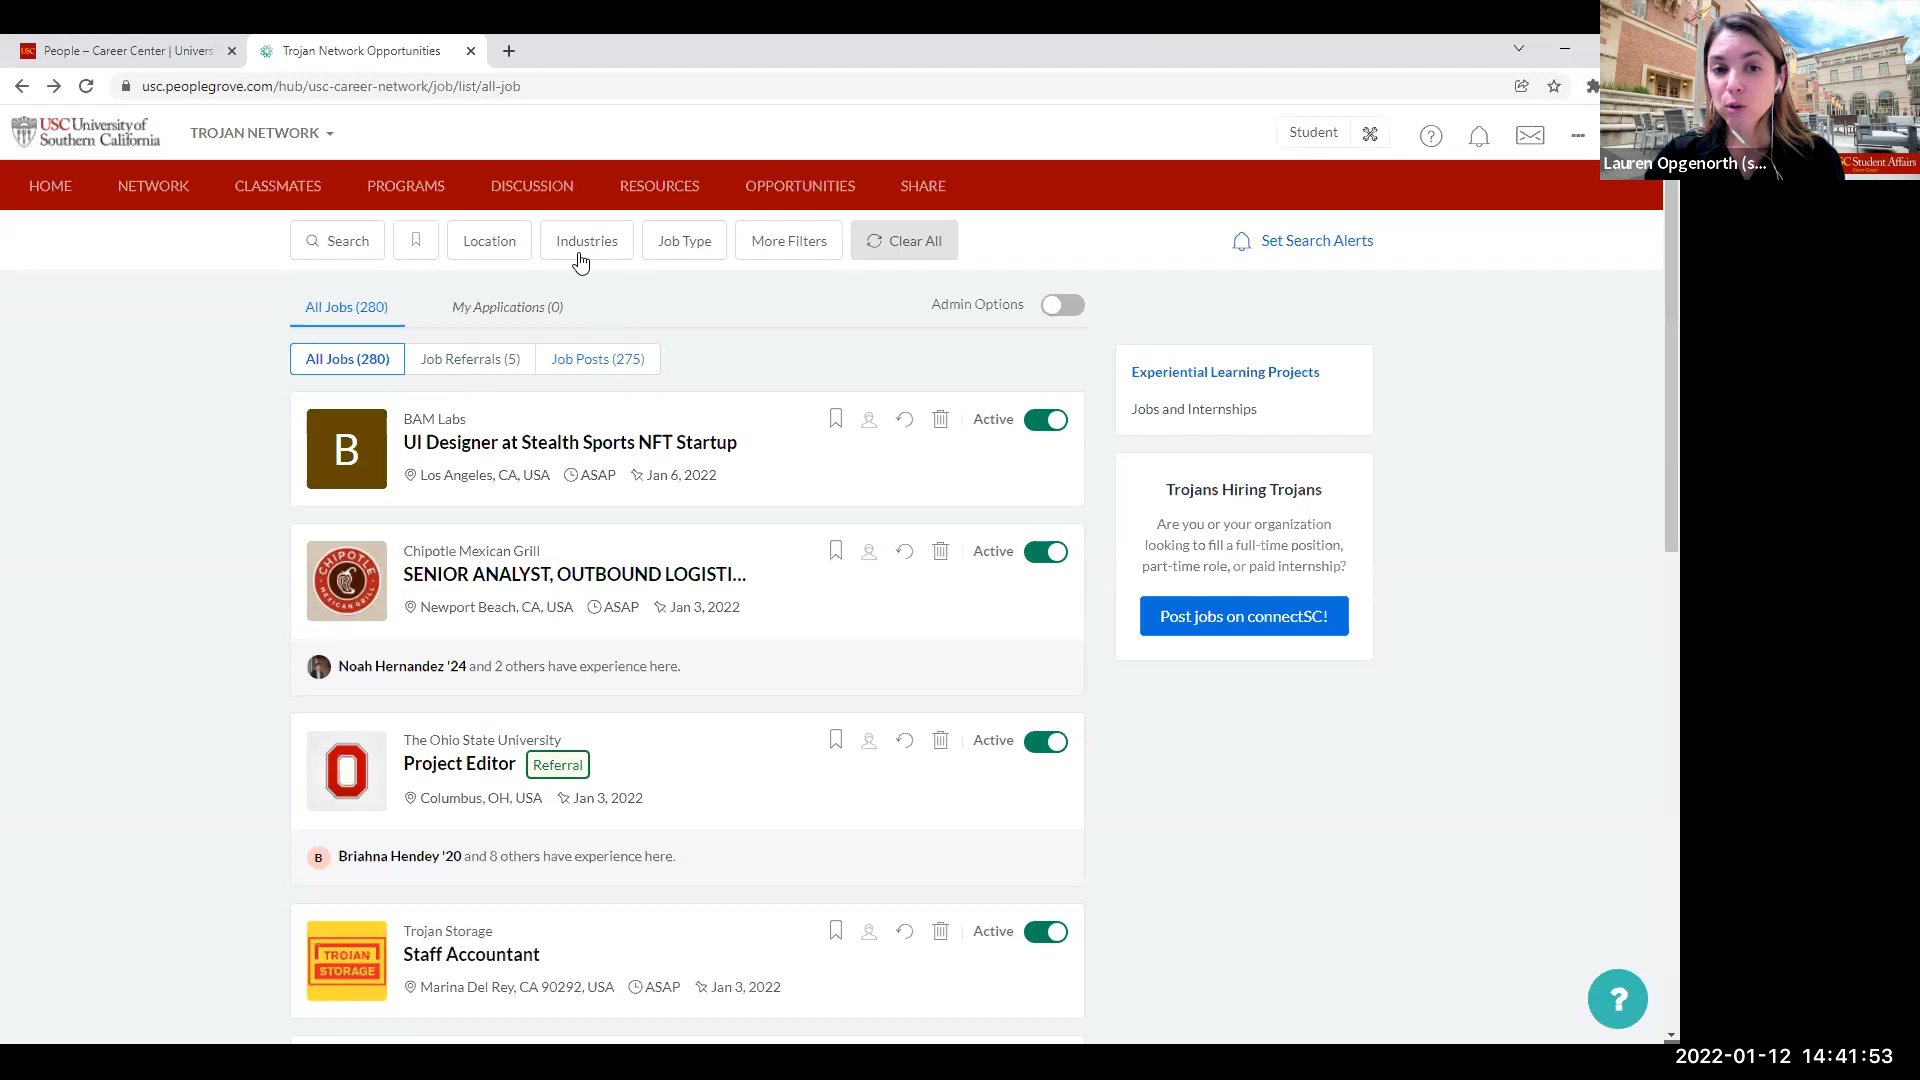 People – Career Center | Univers
Trojan Network Opportunities
usc.peoplegrove.com/hub/usc-career-network/job/list/all-job
USC University of
Southern California
TROJAN NETWORK
Student
Lauren Opgenorth (s...
SC Student Affairs
HOME NETWORK CLASSMATES PROGRAMS DISCUSSION RESOURCES OPPORTUNITIES SHARE
Search Location Industries Job Type More Filters Clear All
Set Search Alerts
All Jobs (280) My Applications (0) Admin Options
All Jobs (280) Job Referrals (5) Job Posts (275)
B
BAM Labs
Active
UI Designer at Stealth Sports NFT Startup
Los Angeles, CA, USA ASAP Jan 6, 2022
CHIPOTLE
MEXICAN GRILL
Chipotle Mexican Grill
Active
SENIOR ANALYST, OUTBOUND LOGISTI...
Newport Beach, CA, USA ASAP Jan 3, 2022
Noah Hernandez '24 and 2 others have experience here.
The Ohio State University
Active
Project Editor Referral
Columbus, OH, USA Jan 3, 2022
B
Briahna Hendey '20 and 8 others have experience here.
TROJAN
STORAGE
Trojan Storage
Active
Staff Accountant
Marina Del Rey, CA 90292, USA ASAP Jan 3, 2022
Experiential Learning Projects
Jobs and Internships
Trojans Hiring Trojans
Are you or your organization
looking to fill a full-time position,
part-time role, or paid internship?
Post jobs on connectSC!
?
2022-01-12 14:41:53